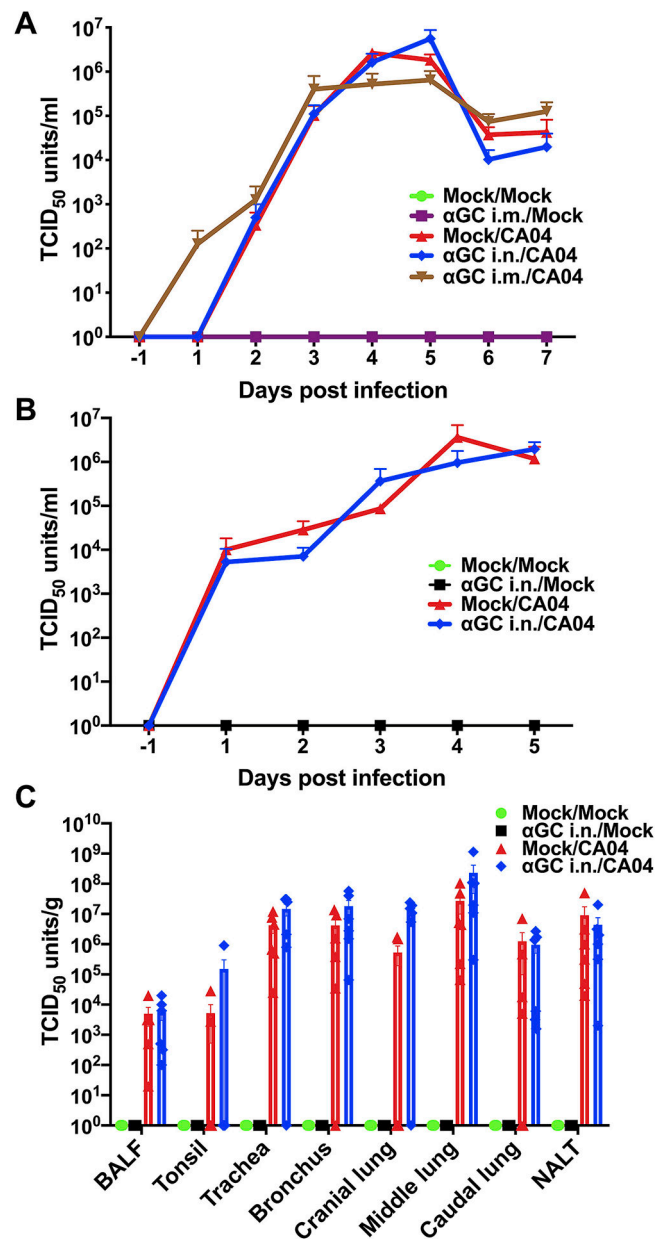 A
TCID50 units/ml
10^7
10^6
10^5
10^4
10^3
10^2
10^1
10^0
Mock/Mock
αGC i.m./Mock
Mock/CA04
αGC i.n./CA04
αGC i.m./CA04
-1 1 2 3 4 5 6 7
Days post infection
B
TCID50 units/ml
10^7
10^6
10^5
10^4
10^3
10^2
10^1
10^0
Mock/Mock
αGC i.n./Mock
Mock/CA04
αGC i.n./CA04
-1 1 2 3 4 5
Days post infection
C
TCID50 units/g
10^10
10^9
10^8
10^7
10^6
10^5
10^4
10^3
10^2
10^1
10^0
Mock/Mock
αGC i.n./Mock
Mock/CA04
αGC i.n./CA04
BALF
Tonsil
Trachea
Bronchus
Cranial lung
Middle lung
Caudal lung
NALT